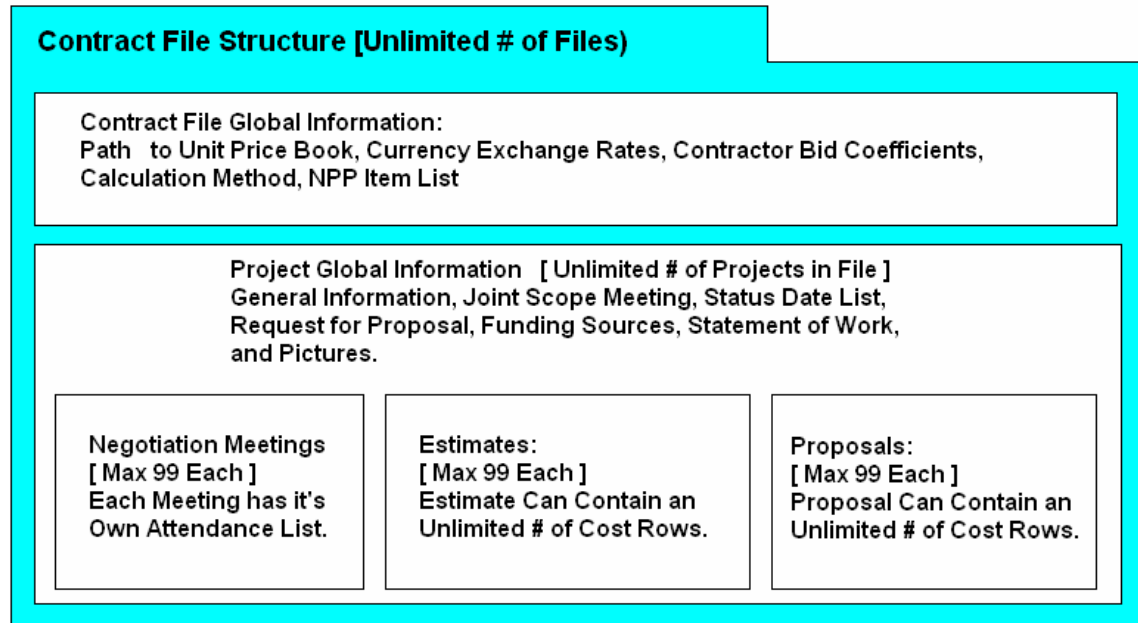 Contract File Structure [Unlimited # of Files)
Contract File Global Information:
Path to Unit Price Book, Currency Exchange Rates, Contractor Bid Coefficients,
Calculation Method, NPP Item List
Project Global Information [ Unlimited # of Projects in File ]
General Information, Joint Scope Meeting, Status Date List,
Request for Proposal, Funding Sources, Statement of Work,
and Pictures.
Negotiation Meetings
[ Max 99 Each ]
Each Meeting has it's
Own Attendance List.
Estimates:
[ Max 99 Each ]
Estimate Can Contain an
Unlimited # of Cost Rows.
Proposals:
[ Max 99 Each ]
Proposal Can Contain an
Unlimited # of Cost Rows.